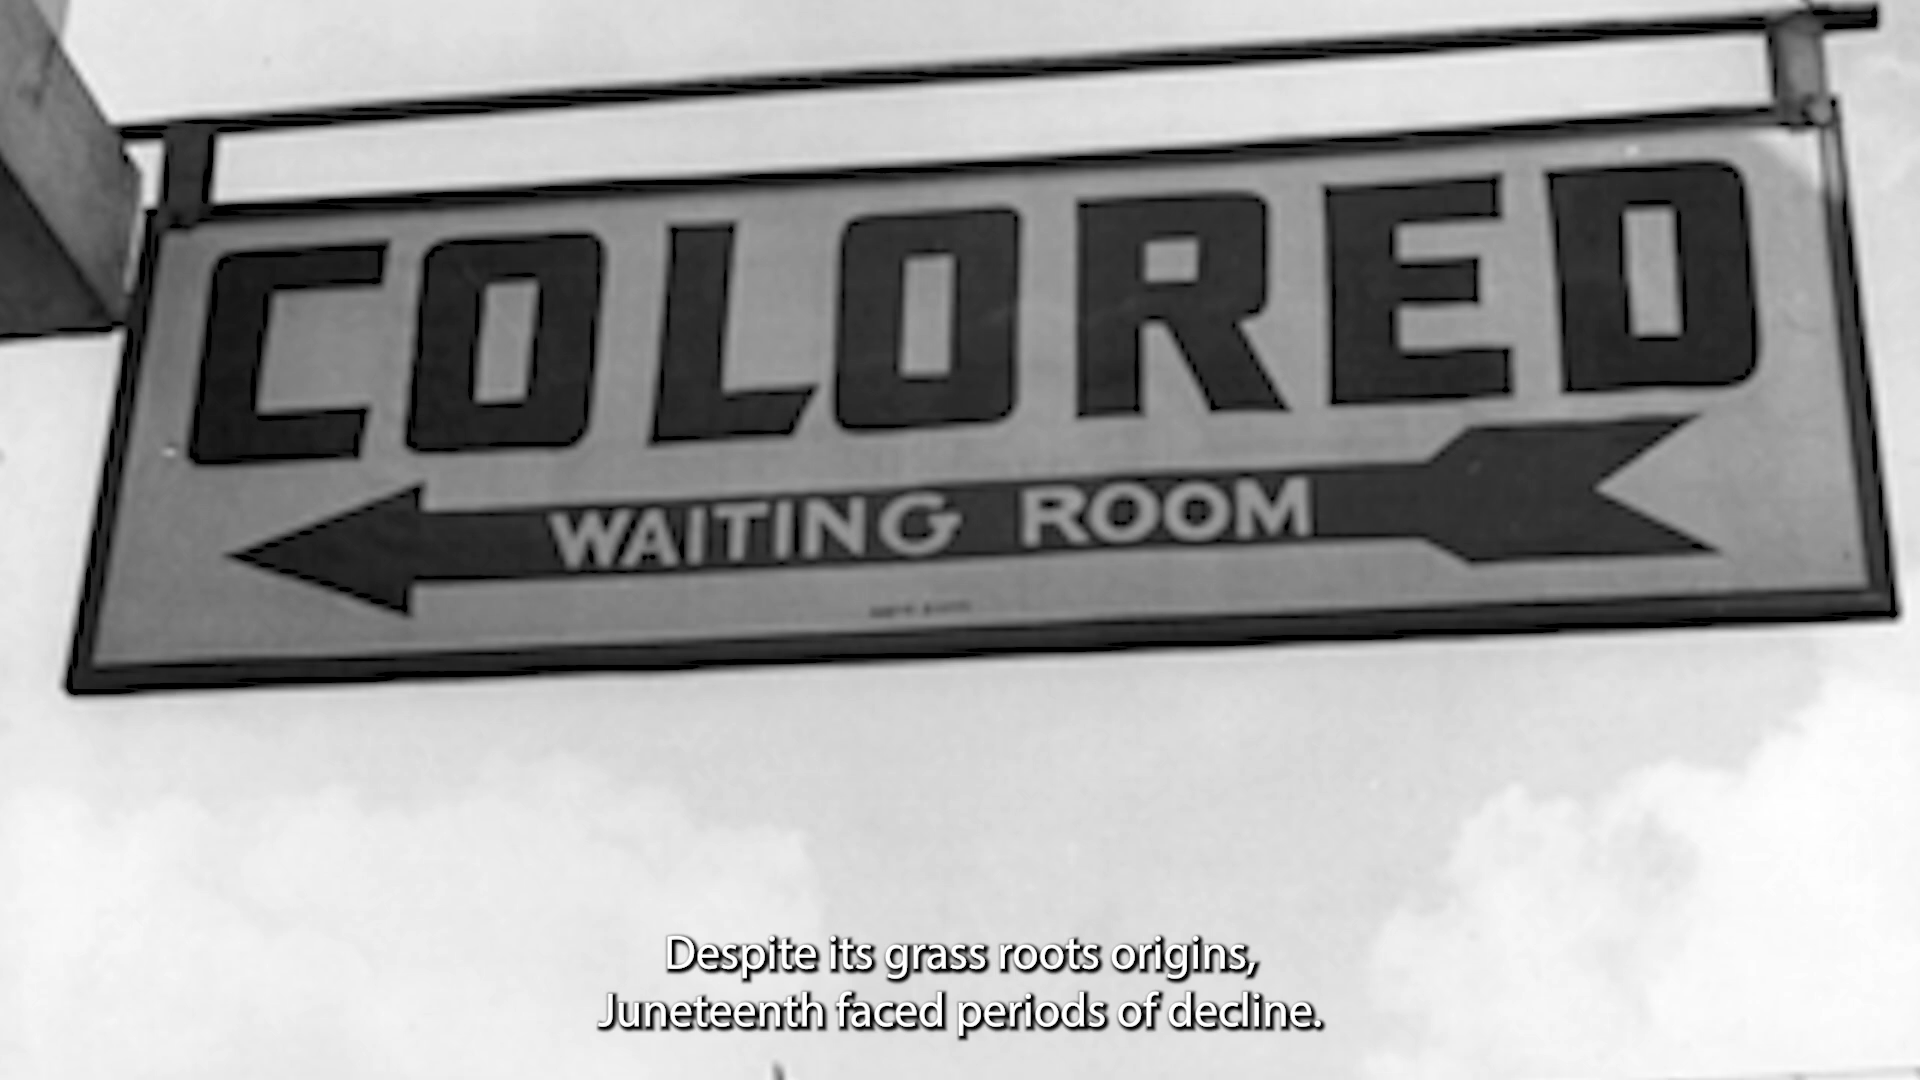 COLORED
WAITING ROOM
Despite its grass roots origins,
Juneteenth faced periods of decline.